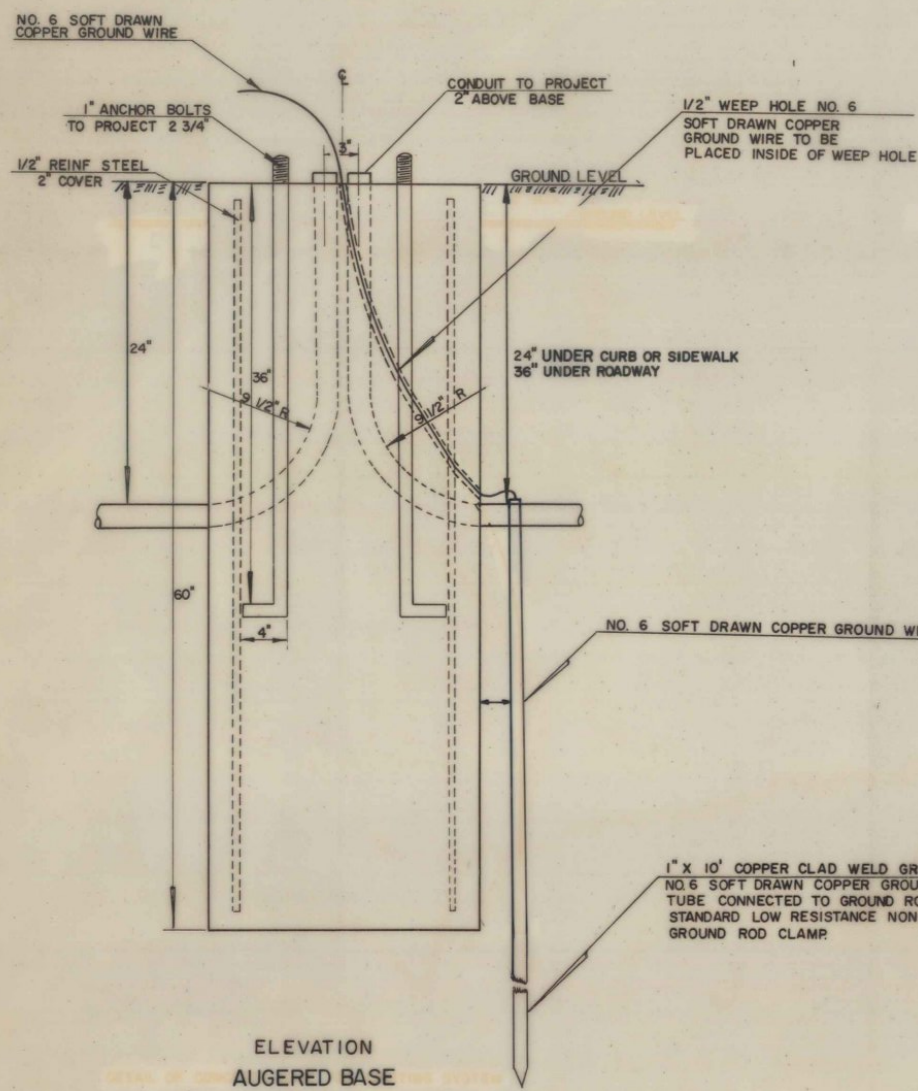 NO. 6 SOFT DRAWN
COPPER GROUND WIRE
℄
1" ANCHOR BOLTS
TO PROJECT 2 3/4"
CONDUIT TO PROJECT
2" ABOVE BASE
1/2" WEEP HOLE NO. 6
SOFT DRAWN COPPER
GROUND WIRE TO BE
PLACED INSIDE OF WEEP HOLE
1/2" REINF STEEL
2" COVER
3"
GROUND LEVEL
24"
36"
9 1/2" R
9 1/2" R
24" UNDER CURB OR SIDEWALK
36" UNDER ROADWAY
60"
4"
NO. 6 SOFT DRAWN COPPER GROUND WI
1" X 10' COPPER CLAD WELD GR
NO. 6 SOFT DRAWN COPPER GROU
TUBE CONNECTED TO GROUND RO
STANDARD LOW RESISTANCE NON
GROUND ROD CLAMP.
ELEVATION
AUGERED BASE